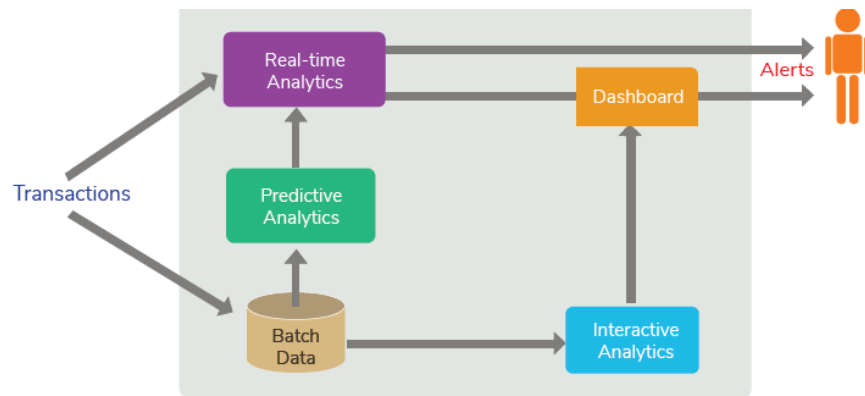 Real-time
Analytics
Alerts
Dashboard
Transactions
Predictive
Analytics
Batch
Data
Interactive
Analytics